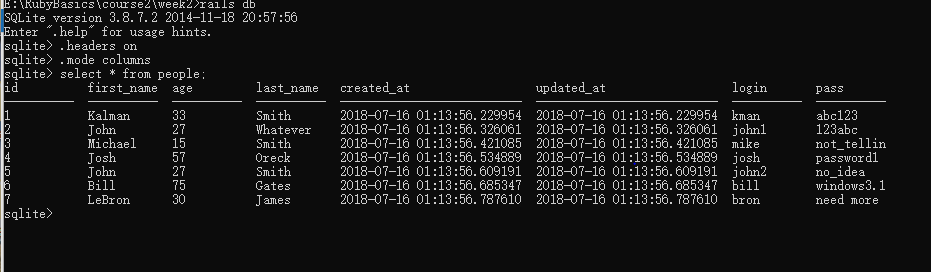 E:\RubyBasics\course2\week2>rails db
SQLite version 3.8.7.2 2014-11-18 20:57:56
Enter ".help" for usage hints.
sqlite> .headers on
sqlite> .mode columns
sqlite> select * from people;
id first_name age last_name created_at updated_at login pass
1 Kalman 33 Smith 2018-07-16 01:13:56.229954 2018-07-16 01:13:56.229954 kman abc123
2 John 27 Whatever 2018-07-16 01:13:56.326061 2018-07-16 01:13:56.326061 john1 123abc
3 Michael 15 Smith 2018-07-16 01:13:56.421085 2018-07-16 01:13:56.421085 mike not_tellin
4 Josh 57 Oreck 2018-07-16 01:13:56.534889 2018-07-16 01:13:56.534889 josh password1
5 John 27 Smith 2018-07-16 01:13:56.609191 2018-07-16 01:13:56.609191 john2 no_idea
6 Bill 75 Gates 2018-07-16 01:13:56.685347 2018-07-16 01:13:56.685347 bill windows3.1
7 LeBron 30 James 2018-07-16 01:13:56.787610 2018-07-16 01:13:56.787610 bron need more
sqlite>